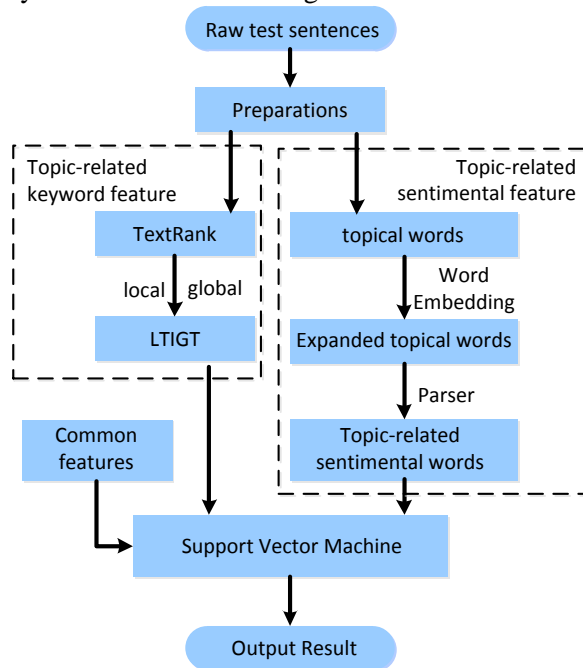 Raw test sentences
Preparations
Topic-related
keyword feature
TextRank
local
global
LTIGT
Topic-related
sentimental feature
topical words
Word
Embedding
Expanded topical words
Parser
Topic-related
sentimental words
Common
features
Support Vector Machine
Output Result